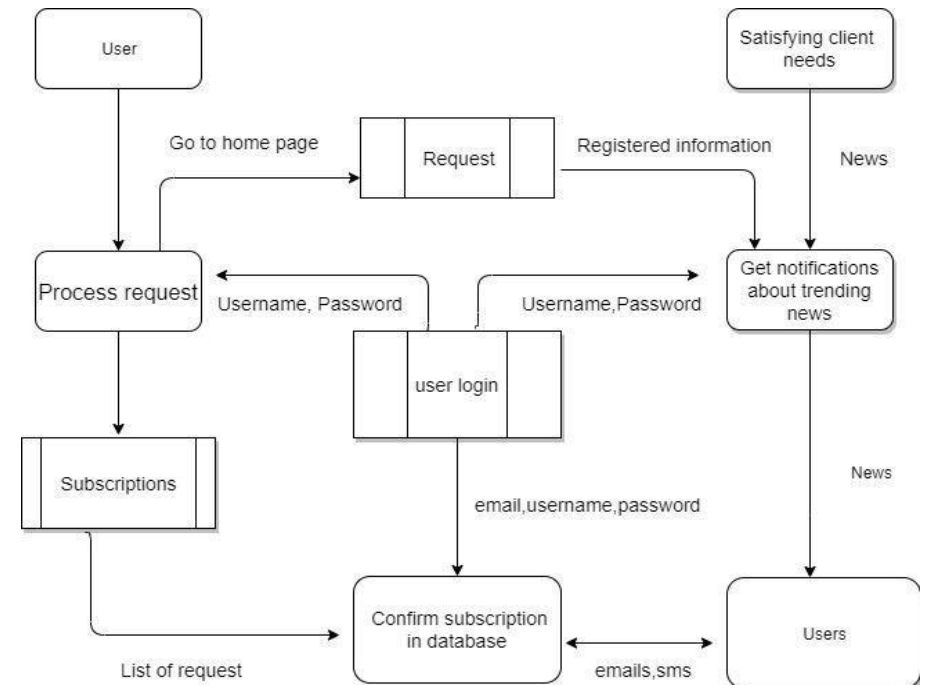 User
Satisfying client
needs
Go to home page
Request
Registered information
News
Process request
Username, Password
Username,Password
Get notifications
about trending
news
user login
Subscriptions
News
email,username,password
Confirm subscription
in database
Users
List of request
emails,sms